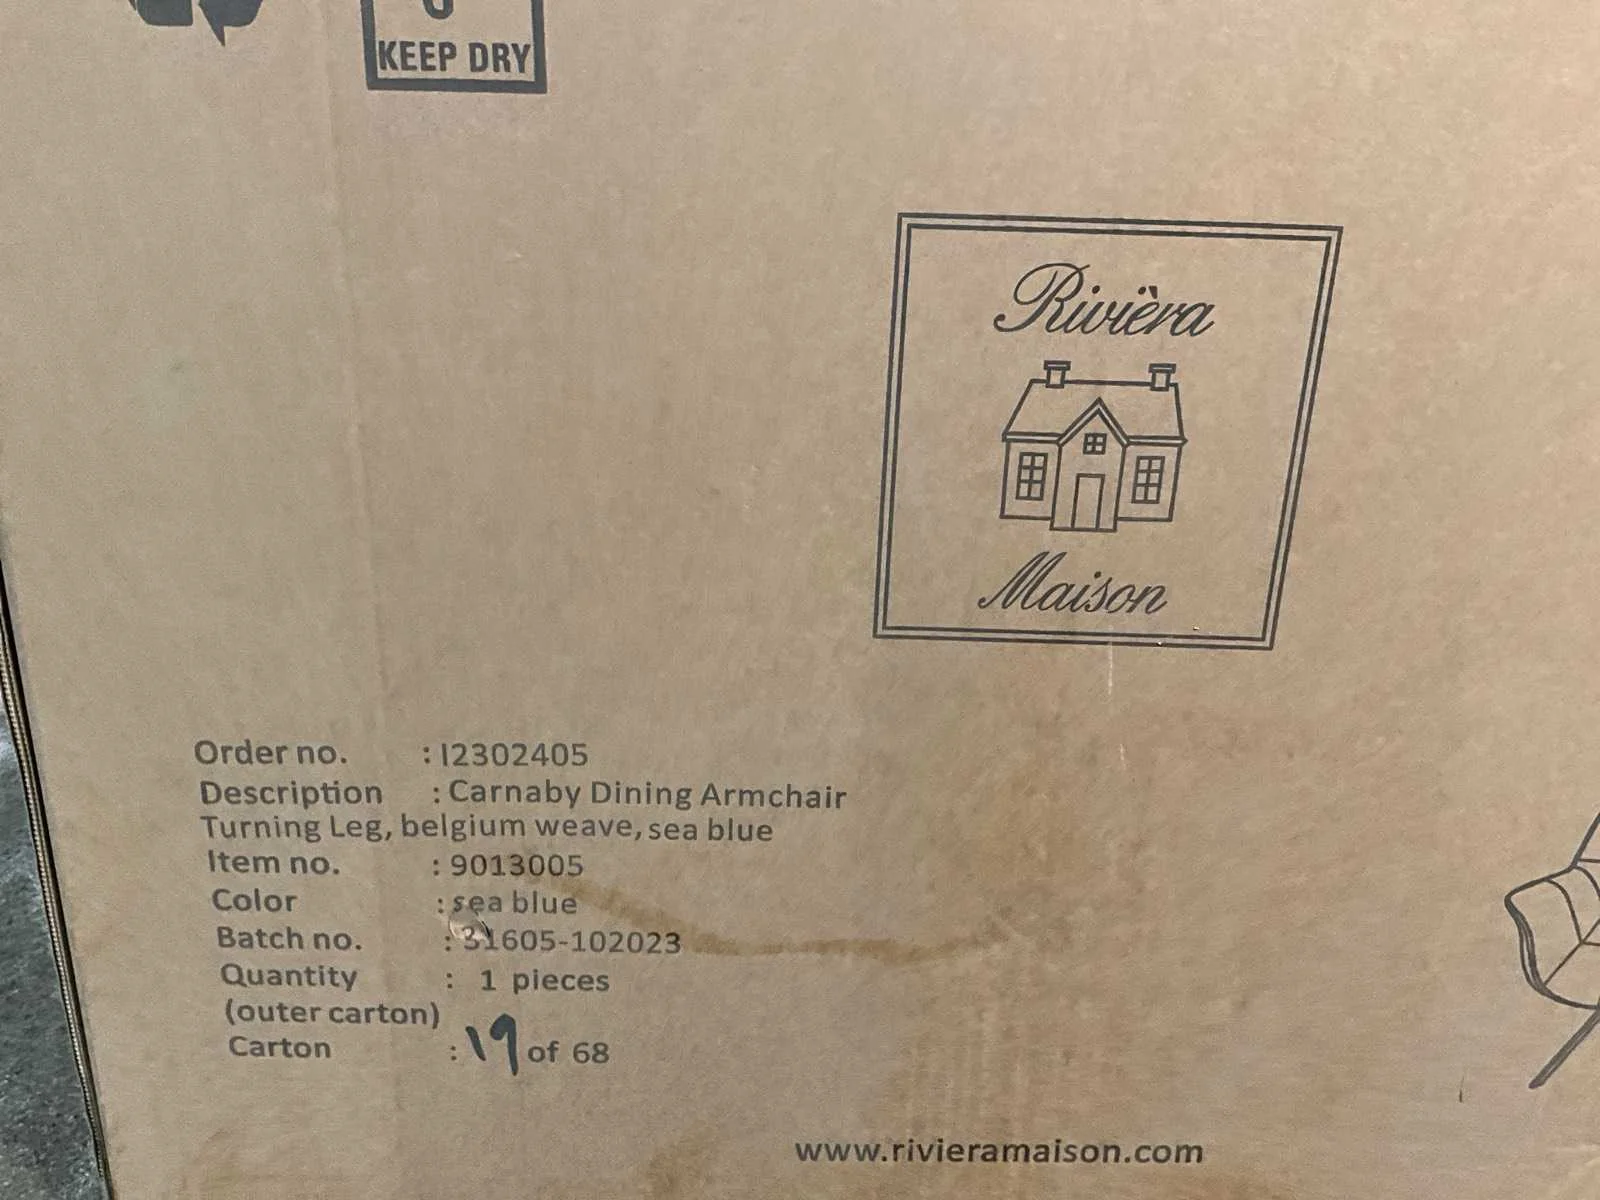 KEEP DRY
Rivièra
Maison
Order no. : I2302405
Description : Carnaby Dining Armchair
Turning Leg, belgium weave, sea blue
Item no. : 9013005
Color : sea blue
Batch no. : 31605-102023
Quantity : 1 pieces
(outer carton)
Carton : 19 of 68
www.rivieramaison.com